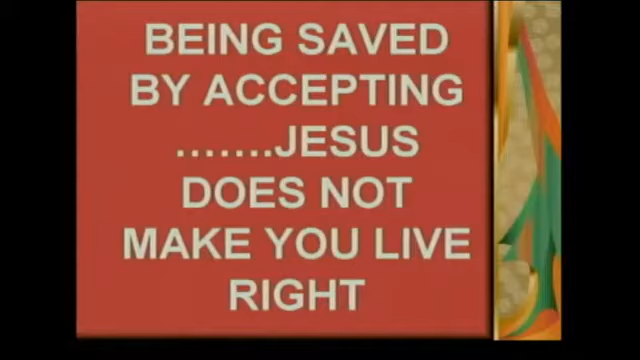 BEING SAVED
BY ACCEPTING
.......JESUS
DOES NOT
MAKE YOU LIVE
RIGHT